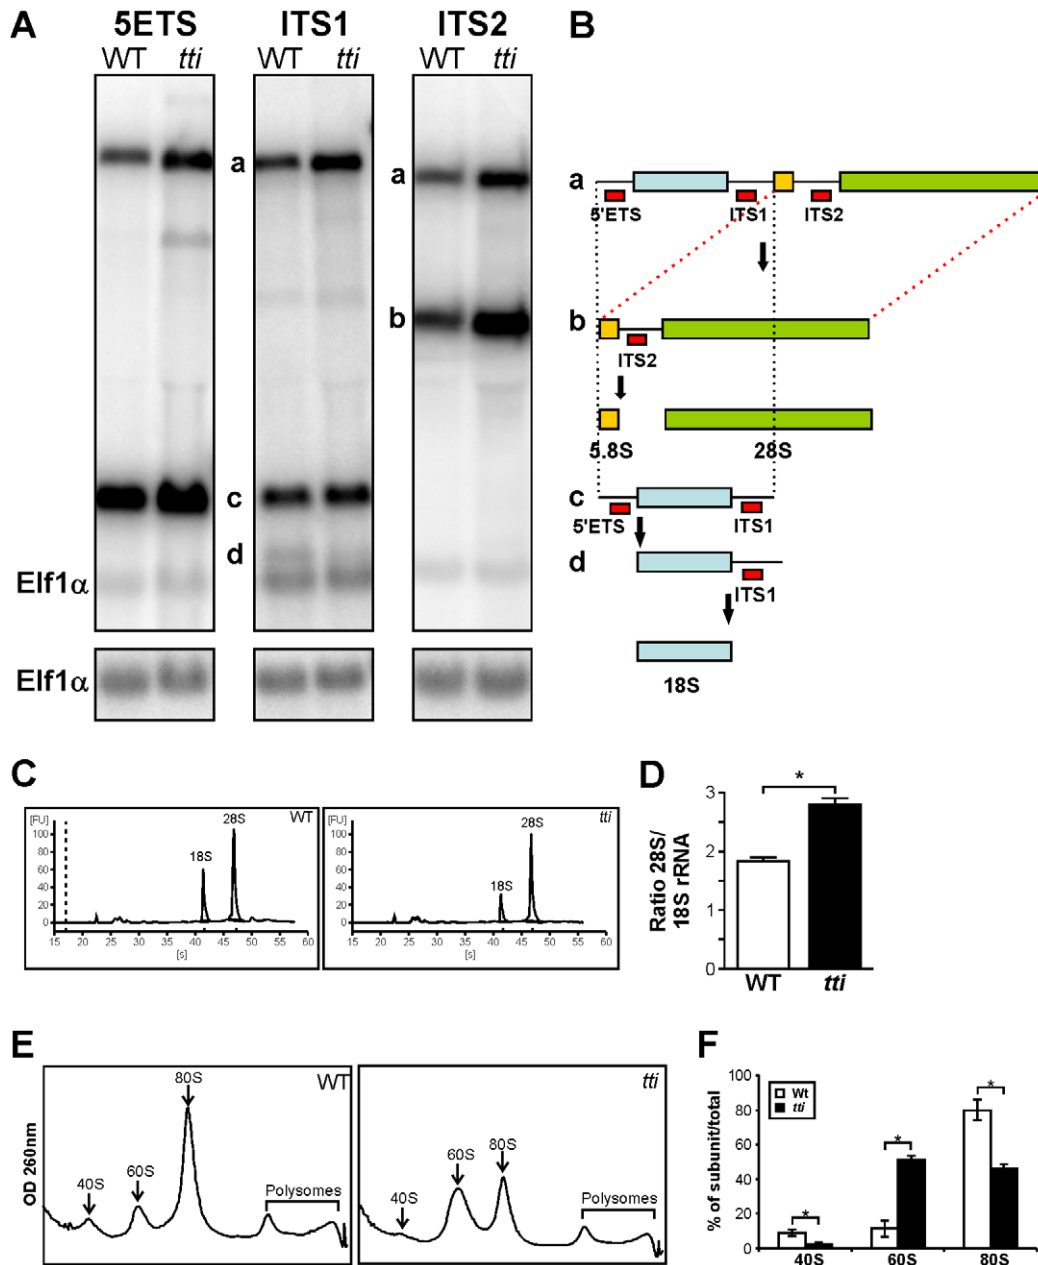 A
5ETS
ITS1
ITS2
WT tti
WT tti
WT tti
a
a
b
c
d
Elf1α
Elf1α
B
a
5'ETS
ITS1
ITS2
b
ITS2
5.8S
28S
c
5'ETS
ITS1
d
ITS1
18S
C
[FU]
WT
100
80
60
40
20
0
18S
28S
15 20 25 30 35 40 45 50 55 60
[s]
[FU]
tti
100
80
60
40
20
0
18S
28S
15 20 25 30 35 40 45 50 55 60
[s]
D
Ratio 28S/
18S rRNA
3
2
1
0
*
WT
tti
E
OD 260nm
WT
40S
60S
80S
Polysomes
tti
40S
60S
80S
Polysomes
F
% of subunit/total
100
80
60
40
20
0
Wt
tti
*
*
*
40S
60S
80S